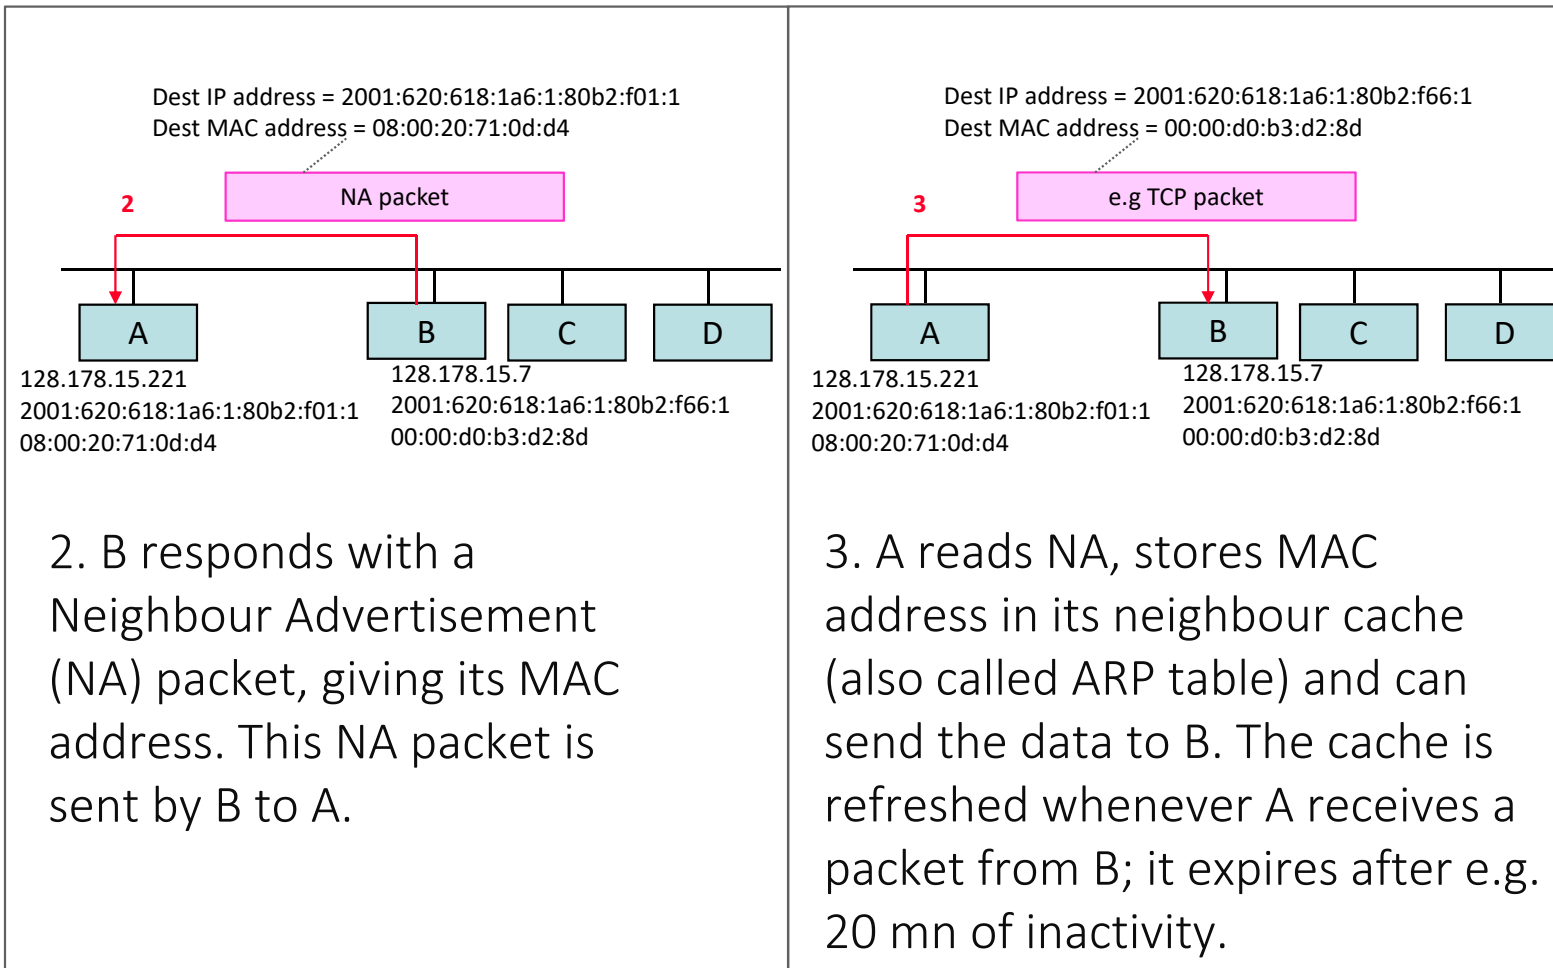 Dest IP address = 2001:620:618:1a6:1:80b2:f01:1
Dest MAC address = 08:00:20:71:0d:d4
NA packet
2
A
B
C
D
128.178.15.221
2001:620:618:1a6:1:80b2:f01:1
08:00:20:71:0d:d4
128.178.15.7
2001:620:618:1a6:1:80b2:f66:1
00:00:d0:b3:d2:8d
2. B responds with a
Neighbour Advertisement
(NA) packet, giving its MAC
address. This NA packet is
sent by B to A.
Dest IP address = 2001:620:618:1a6:1:80b2:f66:1
Dest MAC address = 00:00:d0:b3:d2:8d
e.g TCP packet
3
A
B
C
D
128.178.15.221
2001:620:618:1a6:1:80b2:f01:1
08:00:20:71:0d:d4
128.178.15.7
2001:620:618:1a6:1:80b2:f66:1
00:00:d0:b3:d2:8d
3. A reads NA, stores MAC
address in its neighbour cache
(also called ARP table) and can
send the data to B. The cache is
refreshed whenever A receives a
packet from B; it expires after e.g.
20 mn of inactivity.